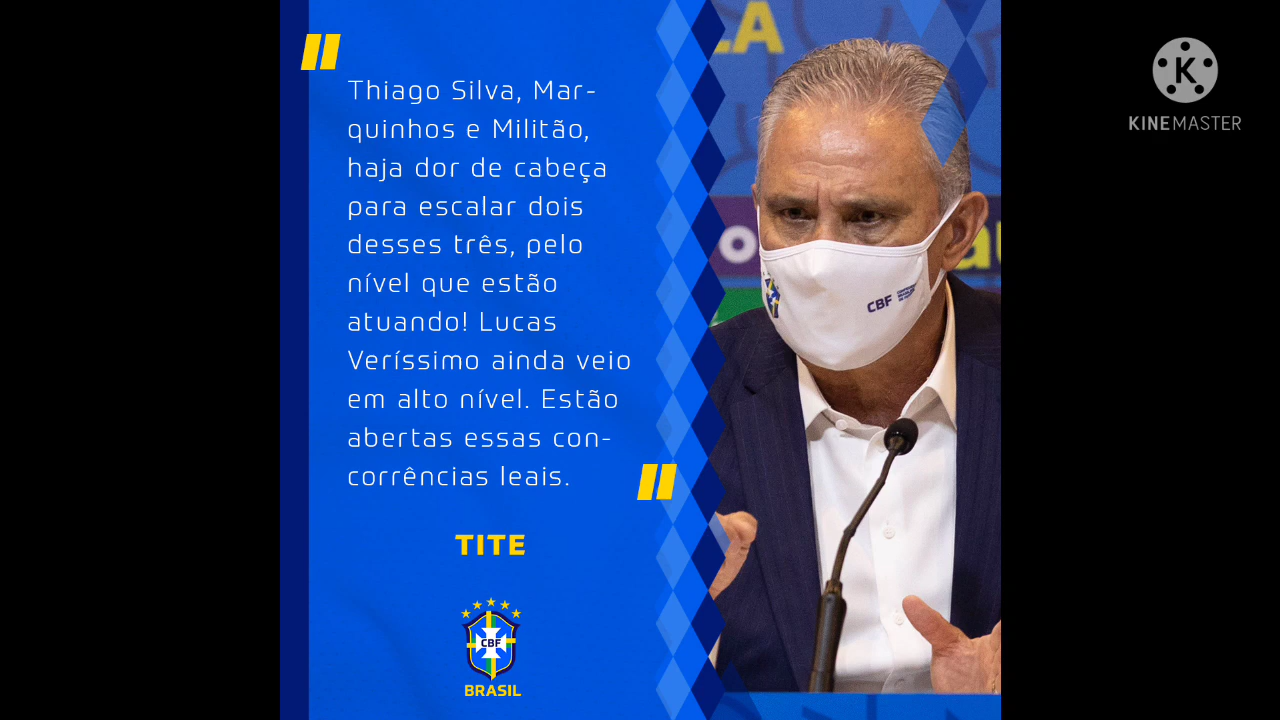 Thiago Silva, Mar-
quinhos e Militão,
haja dor de cabeça
para escalar dois
desses três, pelo
nível que estão
atuando! Lucas
Veríssimo ainda veio
em alto nível. Estão
abertas essas con-
corrências leais.
TITE
CBF
BRASIL
CBF
K
KINEMASTER